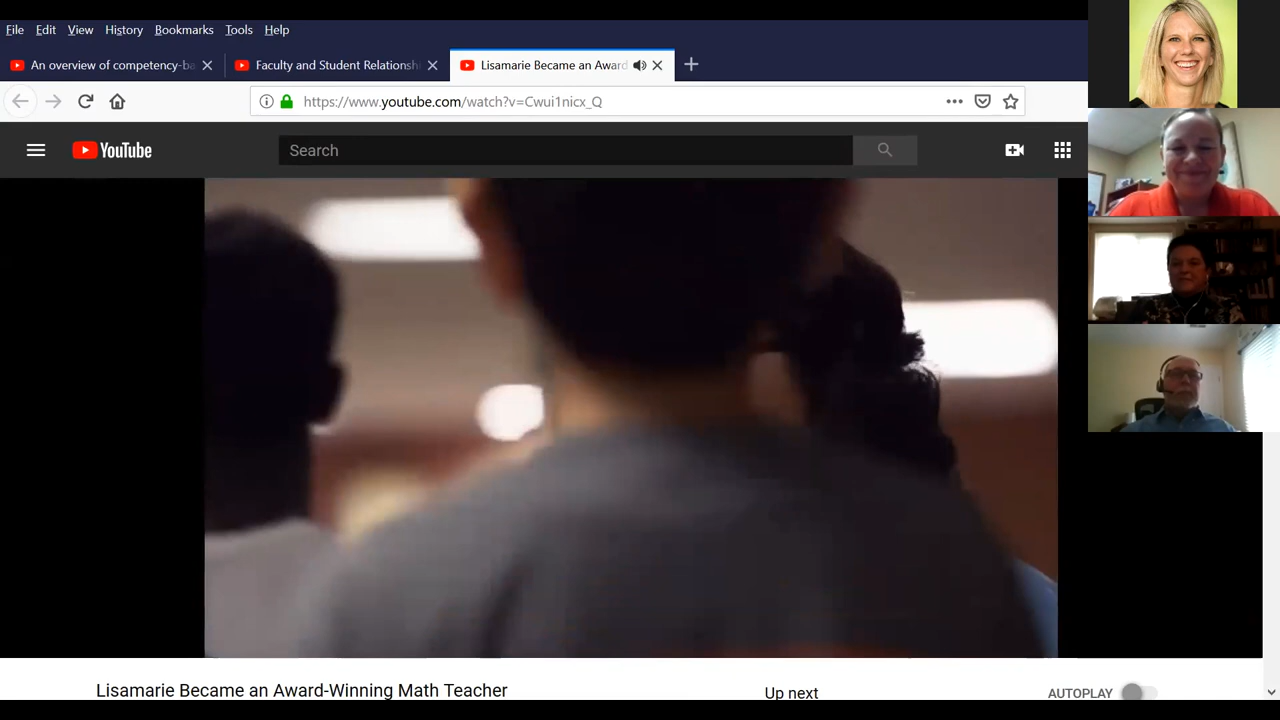 File Edit View History Bookmarks Tools Help
An overview of competency-ba
Faculty and Student Relationsh
Lisamarie Became an Award
https://www.youtube.com/watch?v=Cwui1nicx_Q
YouTube
Search
Lisamarie Became an Award-Winning Math Teacher
Up next
AUTOPLAY